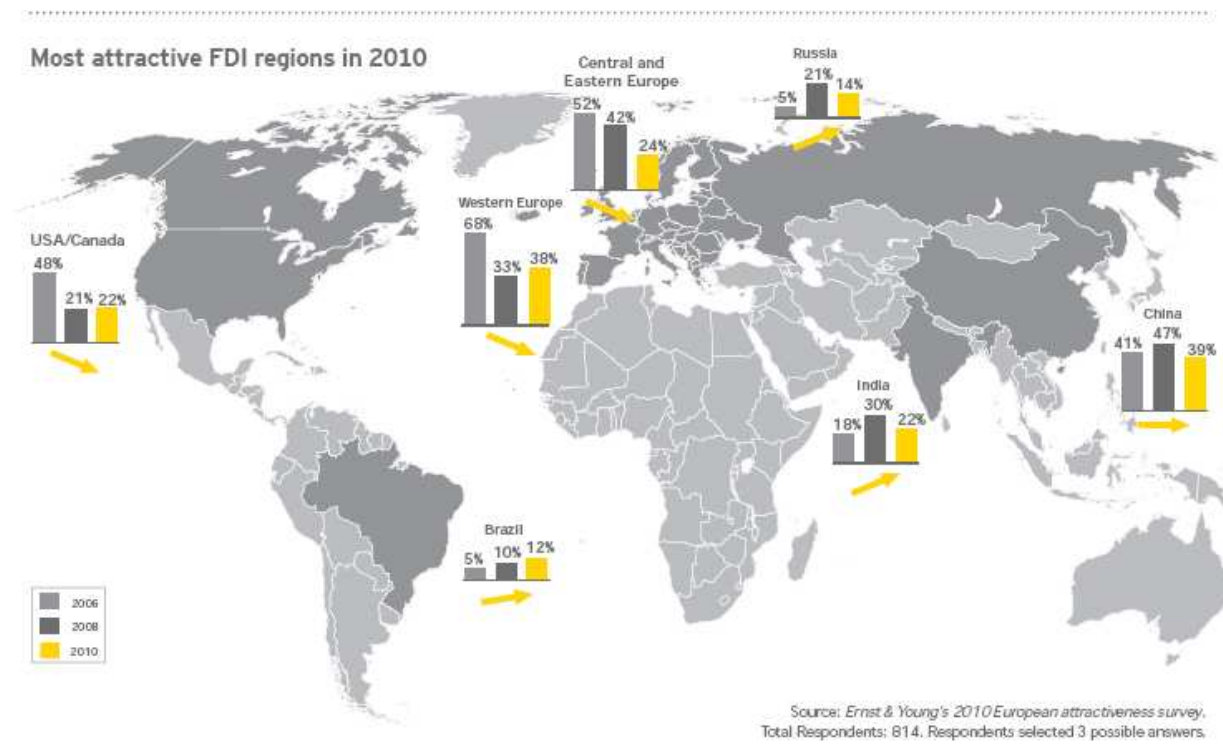 Most attractive FDI regions in 2010
Russia
5% 21% 14%
Central and
Eastern Europe
52% 42% 24%
Western Europe
68% 33% 38%
USA/Canada
48% 21% 22%
China
41% 47% 39%
India
18% 30% 22%
Brazil
5% 10% 12%
2006
2008
2010
Source: Ernst & Young's 2010 European attractiveness survey.
Total Respondents: 814. Respondents selected 3 possible answers.